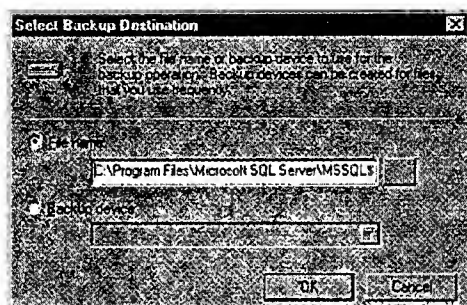 Select Backup Destination
Select the file name or backup device to use for the
backup operation. Backup devices can be created for files
that you use frequently.
File name:
C:\Program Files\Microsoft SQL Server\MSSQL$
Backup device:
OK
Cancel